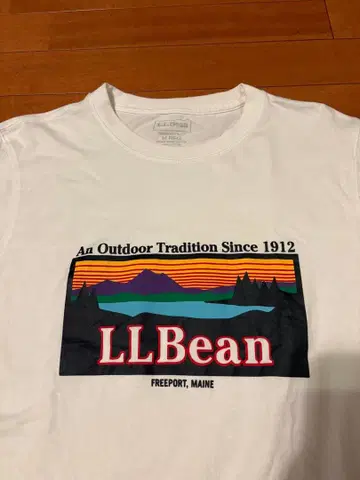 An Outdoor Tradition Since 1912
LLBean
FREEPORT, MAINE